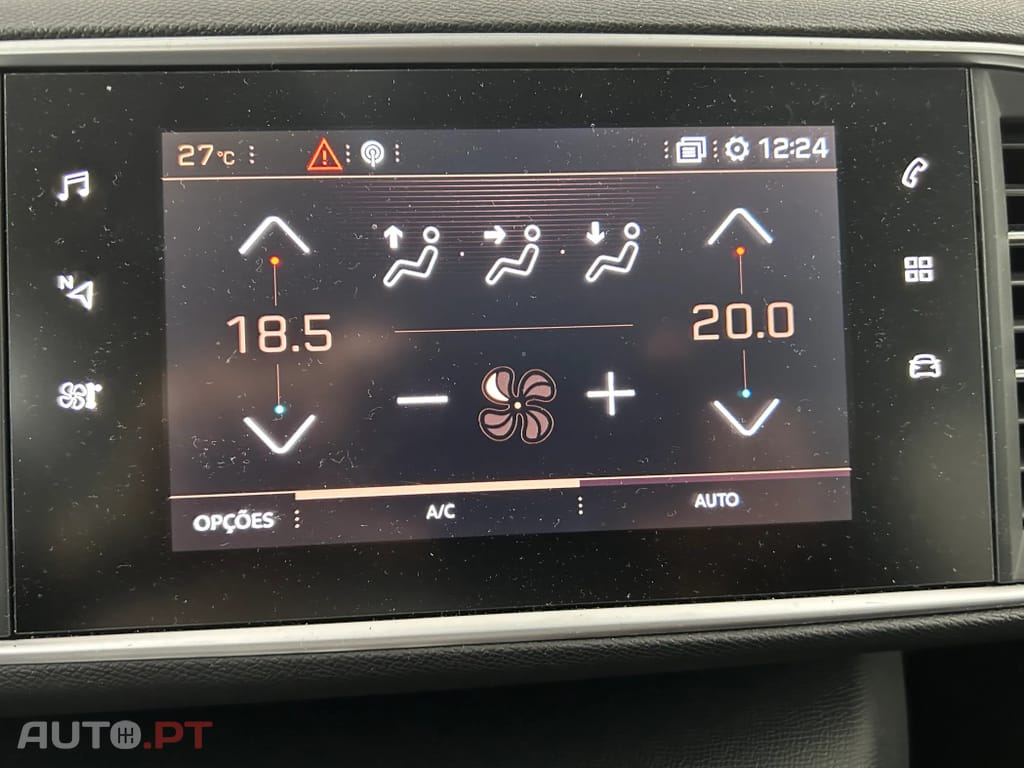 27°C 12:24
N
18.5 20.0
OPÇÕES A/C AUTO
AUTO.PT